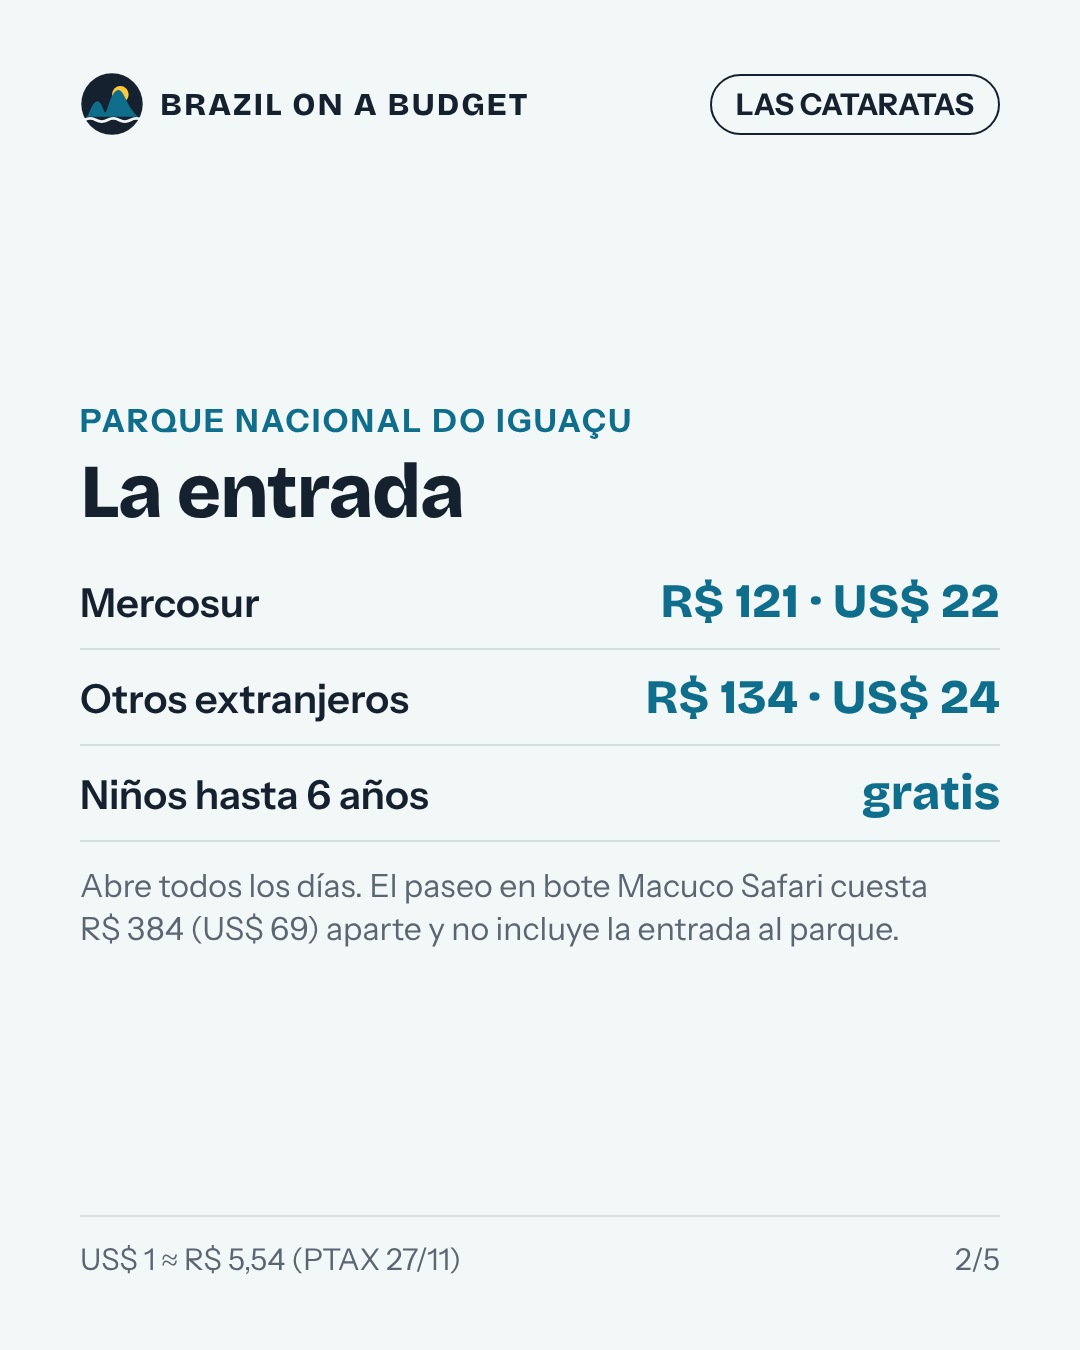 BRAZIL ON A BUDGET
LAS CATARATAS
PARQUE NACIONAL DO IGUAÇU
La entrada
Mercosur R$ 121 · US$ 22
Otros extranjeros R$ 134 · US$ 24
Niños hasta 6 años gratis
Abre todos los días. El paseo en bote Macuco Safari cuesta
R$ 384 (US$ 69) aparte y no incluye la entrada al parque.
US$ 1 ≈ R$ 5,54 (PTAX 27/11) 2/5